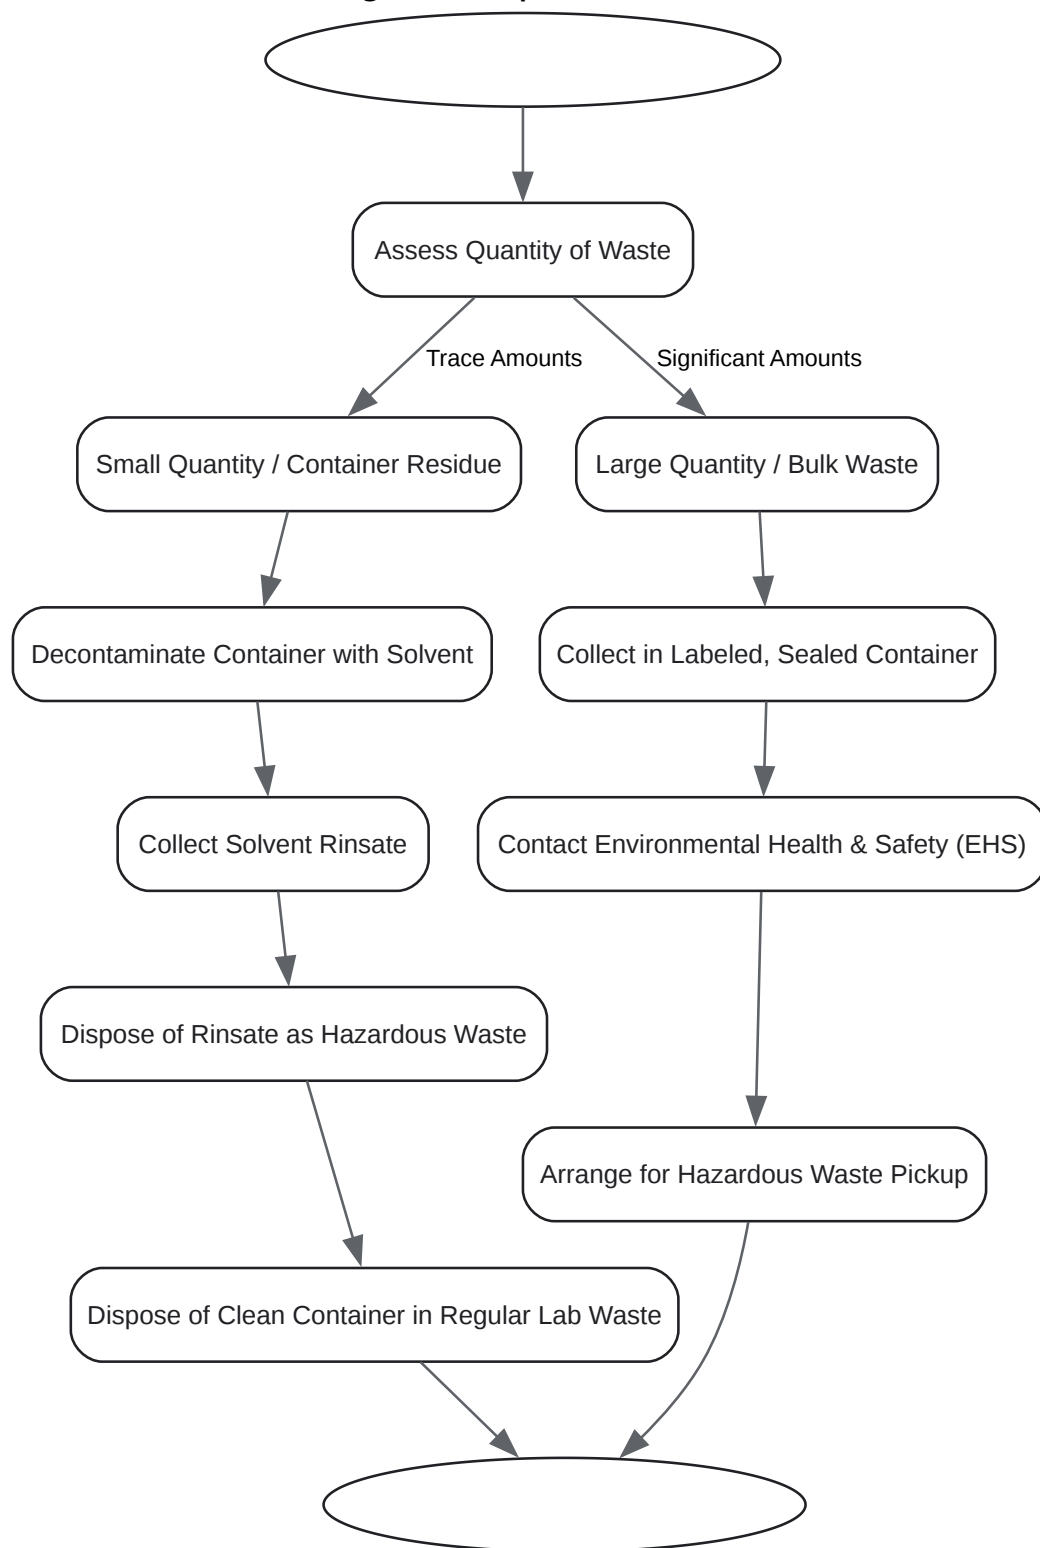 Assess Quantity of Waste
Trace Amounts
Significant Amounts
Small Quantity / Container Residue
Large Quantity / Bulk Waste
Decontaminate Container with Solvent
Collect in Labeled, Sealed Container
Collect Solvent Rinsate
Contact Environmental Health & Safety (EHS)
Dispose of Rinsate as Hazardous Waste
Arrange for Hazardous Waste Pickup
Dispose of Clean Container in Regular Lab Waste